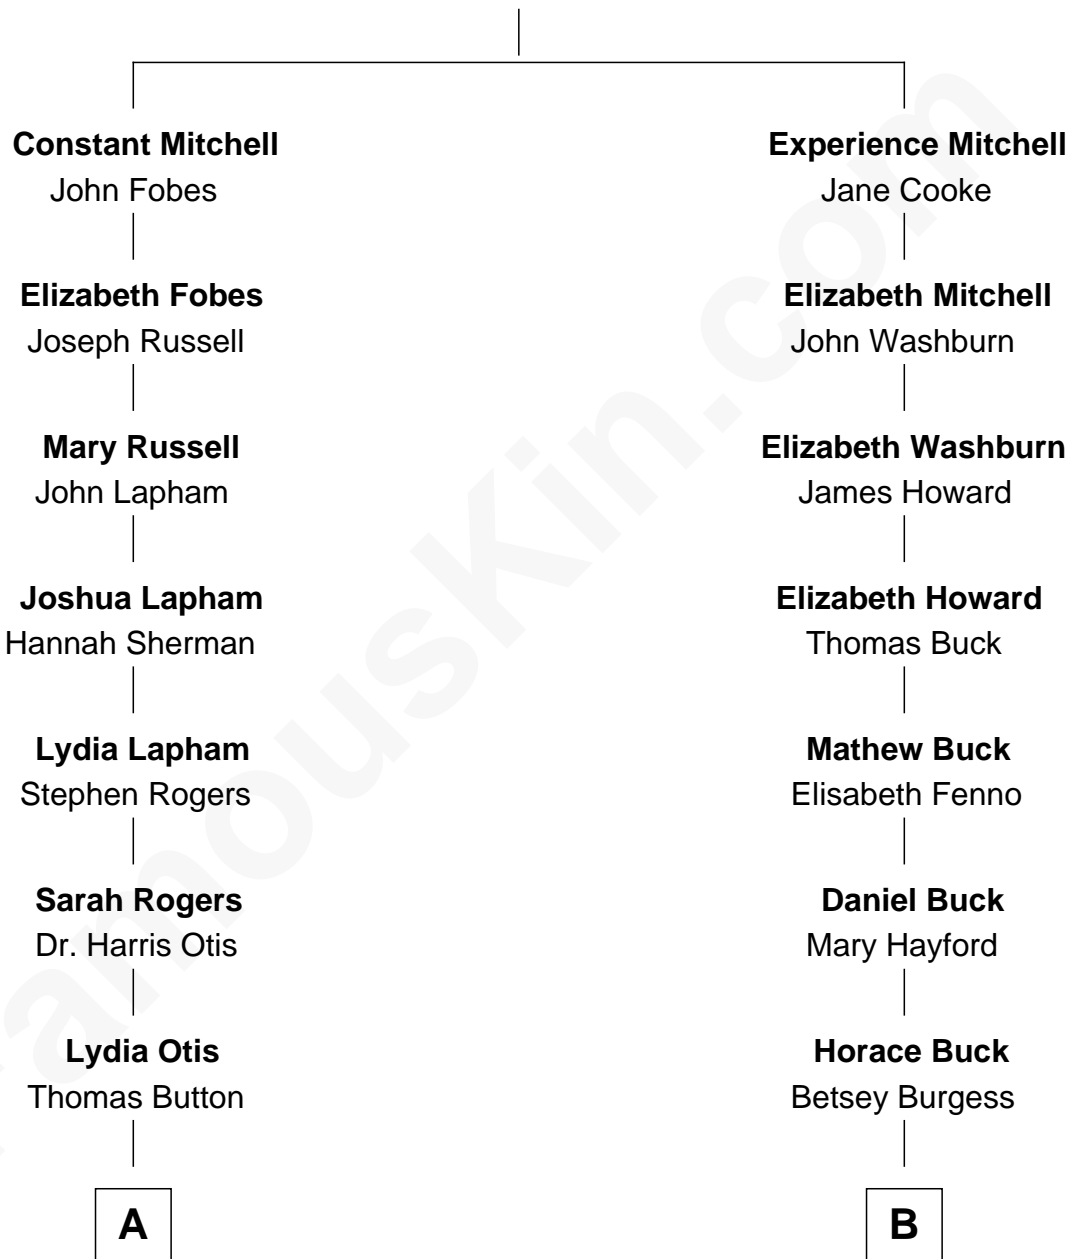 Constant Mitchell
John Fobes
Experience Mitchell
Jane Cooke
Elizabeth Fobes
Joseph Russell
Elizabeth Mitchell
John Washburn
Mary Russell
John Lapham
Elizabeth Washburn
James Howard
Joshua Lapham
Hannah Sherman
Elizabeth Howard
Thomas Buck
Lydia Lapham
Stephen Rogers
Mathew Buck
Elisabeth Fenno
Sarah Rogers
Dr. Harris Otis
Daniel Buck
Mary Hayford
Lydia Otis
Thomas Button
Horace Buck
Betsey Burgess
A
B
FamousKin.com